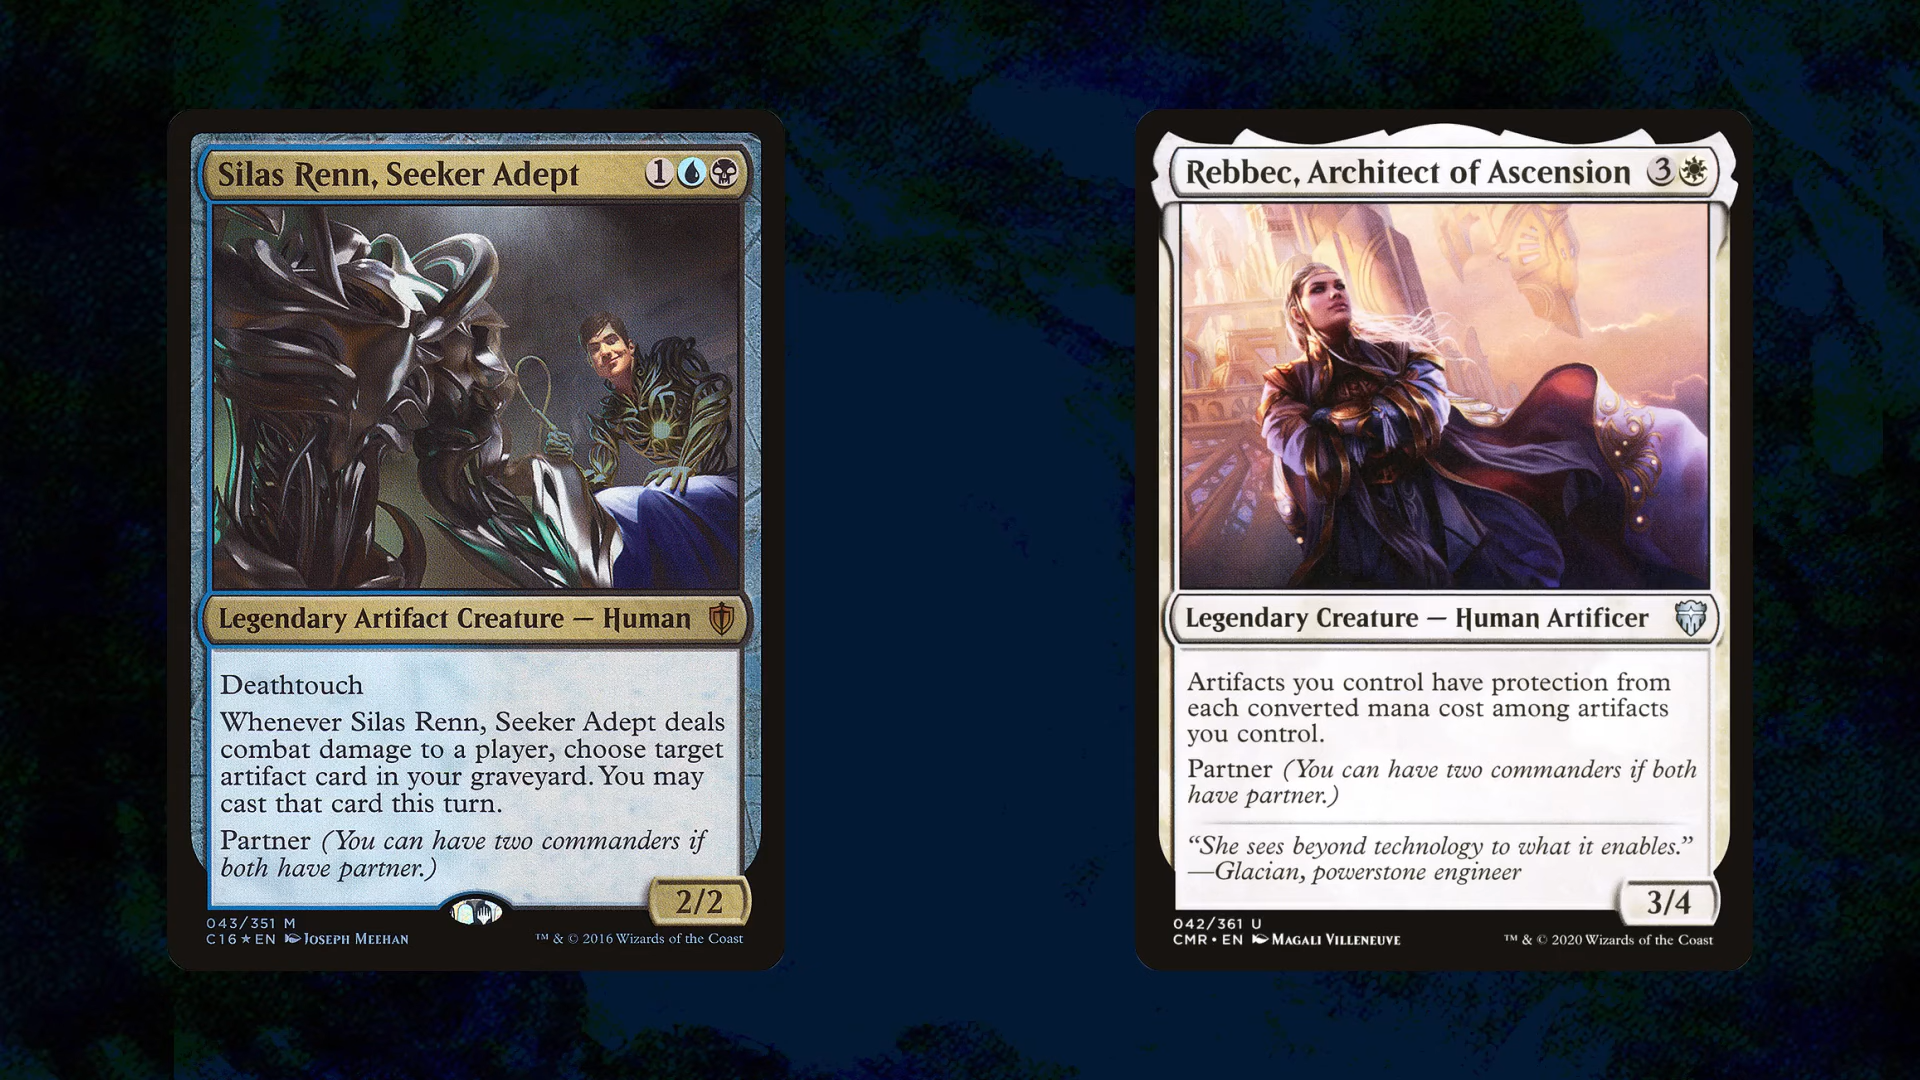 Silas Renn, Seeker Adept 1
Legendary Artifact Creature — Human
Deathtouch
Whenever Silas Renn, Seeker Adept deals
combat damage to a player, choose target
artifact card in your graveyard. You may
cast that card this turn.
Partner (You can have two commanders if
both have partner.)
2/2
043/351 M
C16★EN Joseph Meehan
™ & © 2016 Wizards of the Coast
Rebbec, Architect of Ascension 3
Legendary Creature — Human Artificer
Artifacts you control have protection from
each converted mana cost among artifacts
you control.
Partner (You can have two commanders if both
have partner.)
“She sees beyond technology to what it enables.”
—Glacian, powerstone engineer
3/4
042/361 U
CMR • EN Magali Villeneuve
™ & © 2020 Wizards of the Coast